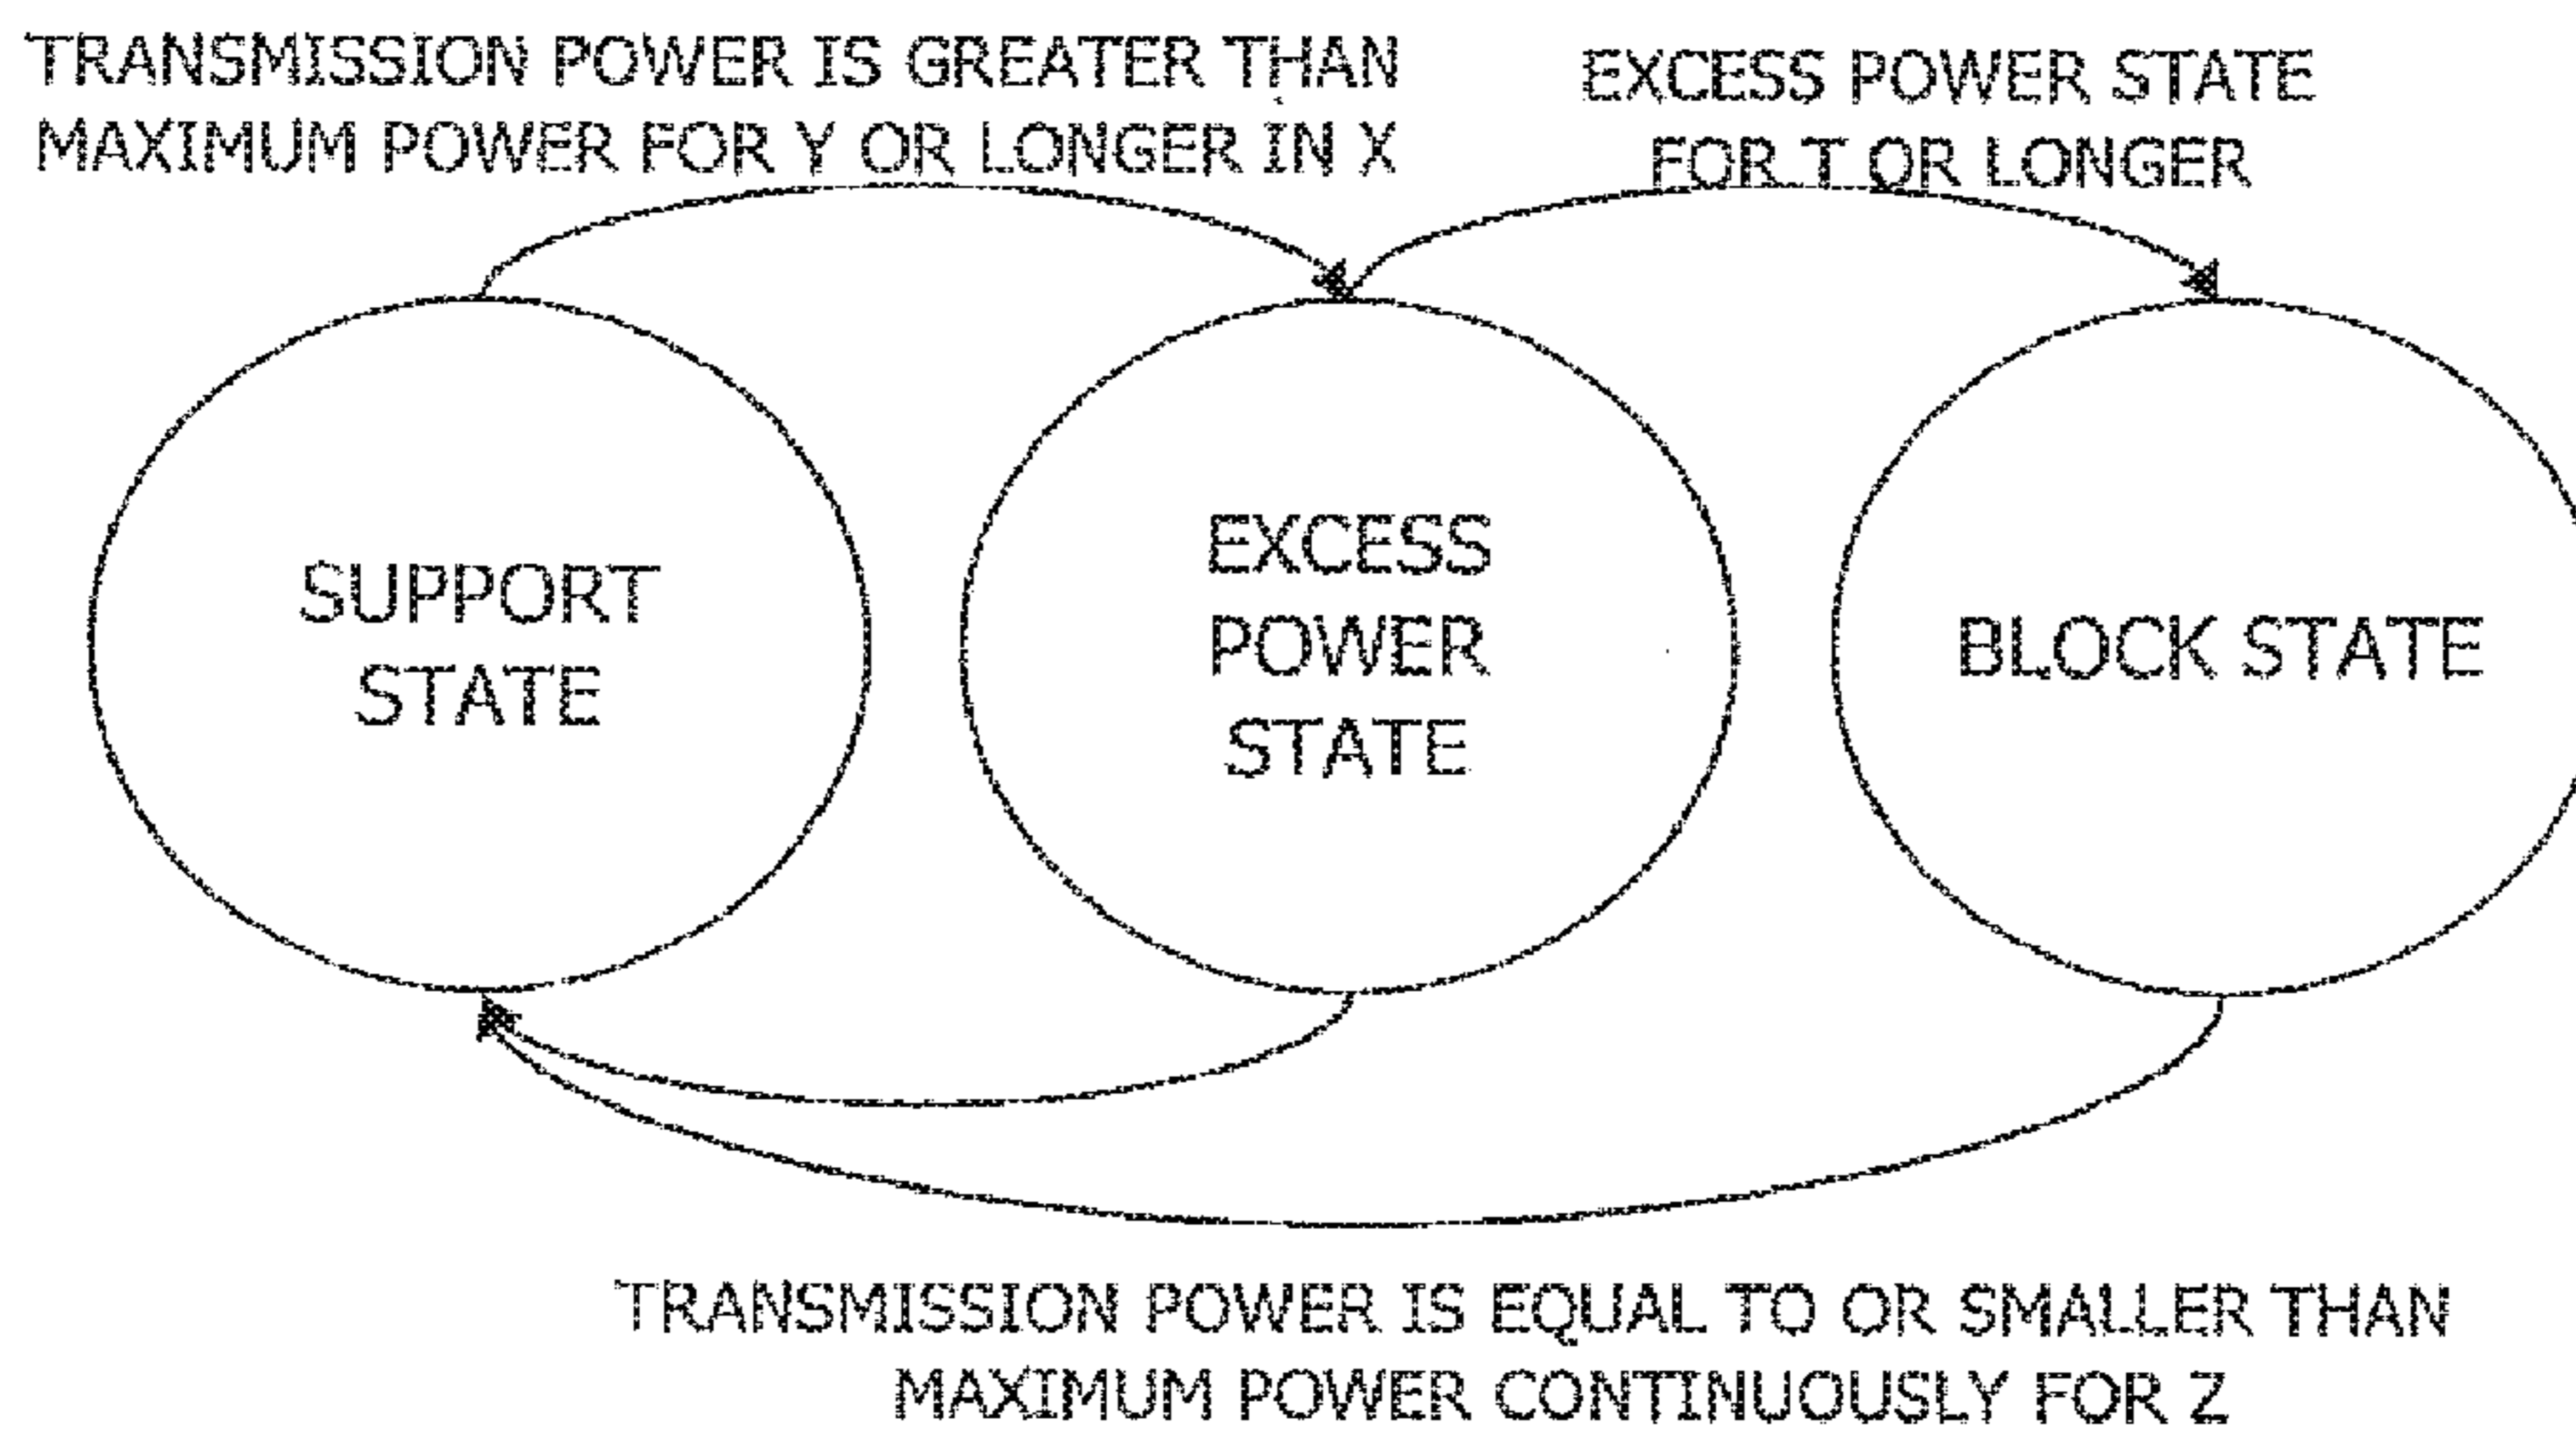 TRANSMISSION POWER IS GREATER THAN
MAXIMUM POWER FOR Y OR LONGER IN X
EXCESS POWER STATE
FOR T OR LONGER
SUPPORT
STATE
EXCESS
POWER
STATE
BLOCK STATE
TRANSMISSION POWER IS EQUAL TO OR SMALLER THAN
MAXIMUM POWER CONTINUOUSLY FOR Z